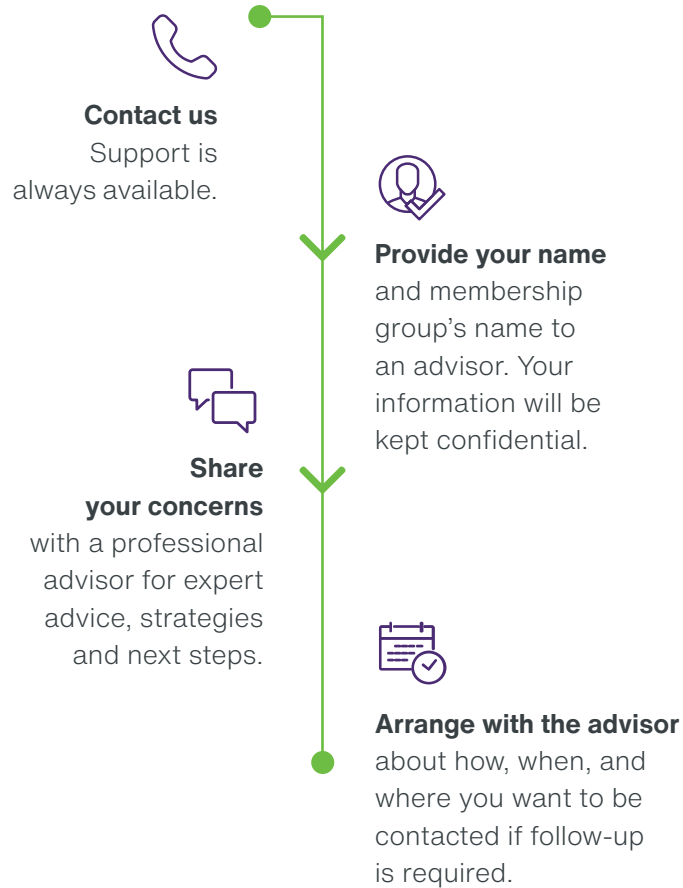 Contact us
Support is
always available.
Provide your name
and membership
group's name to
an advisor. Your
information will be
kept confidential.
Share
your concerns
with a professional
advisor for expert
advice, strategies
and next steps.
Arrange with the advisor
about how, when, and
where you want to be
contacted if follow-up
is required.